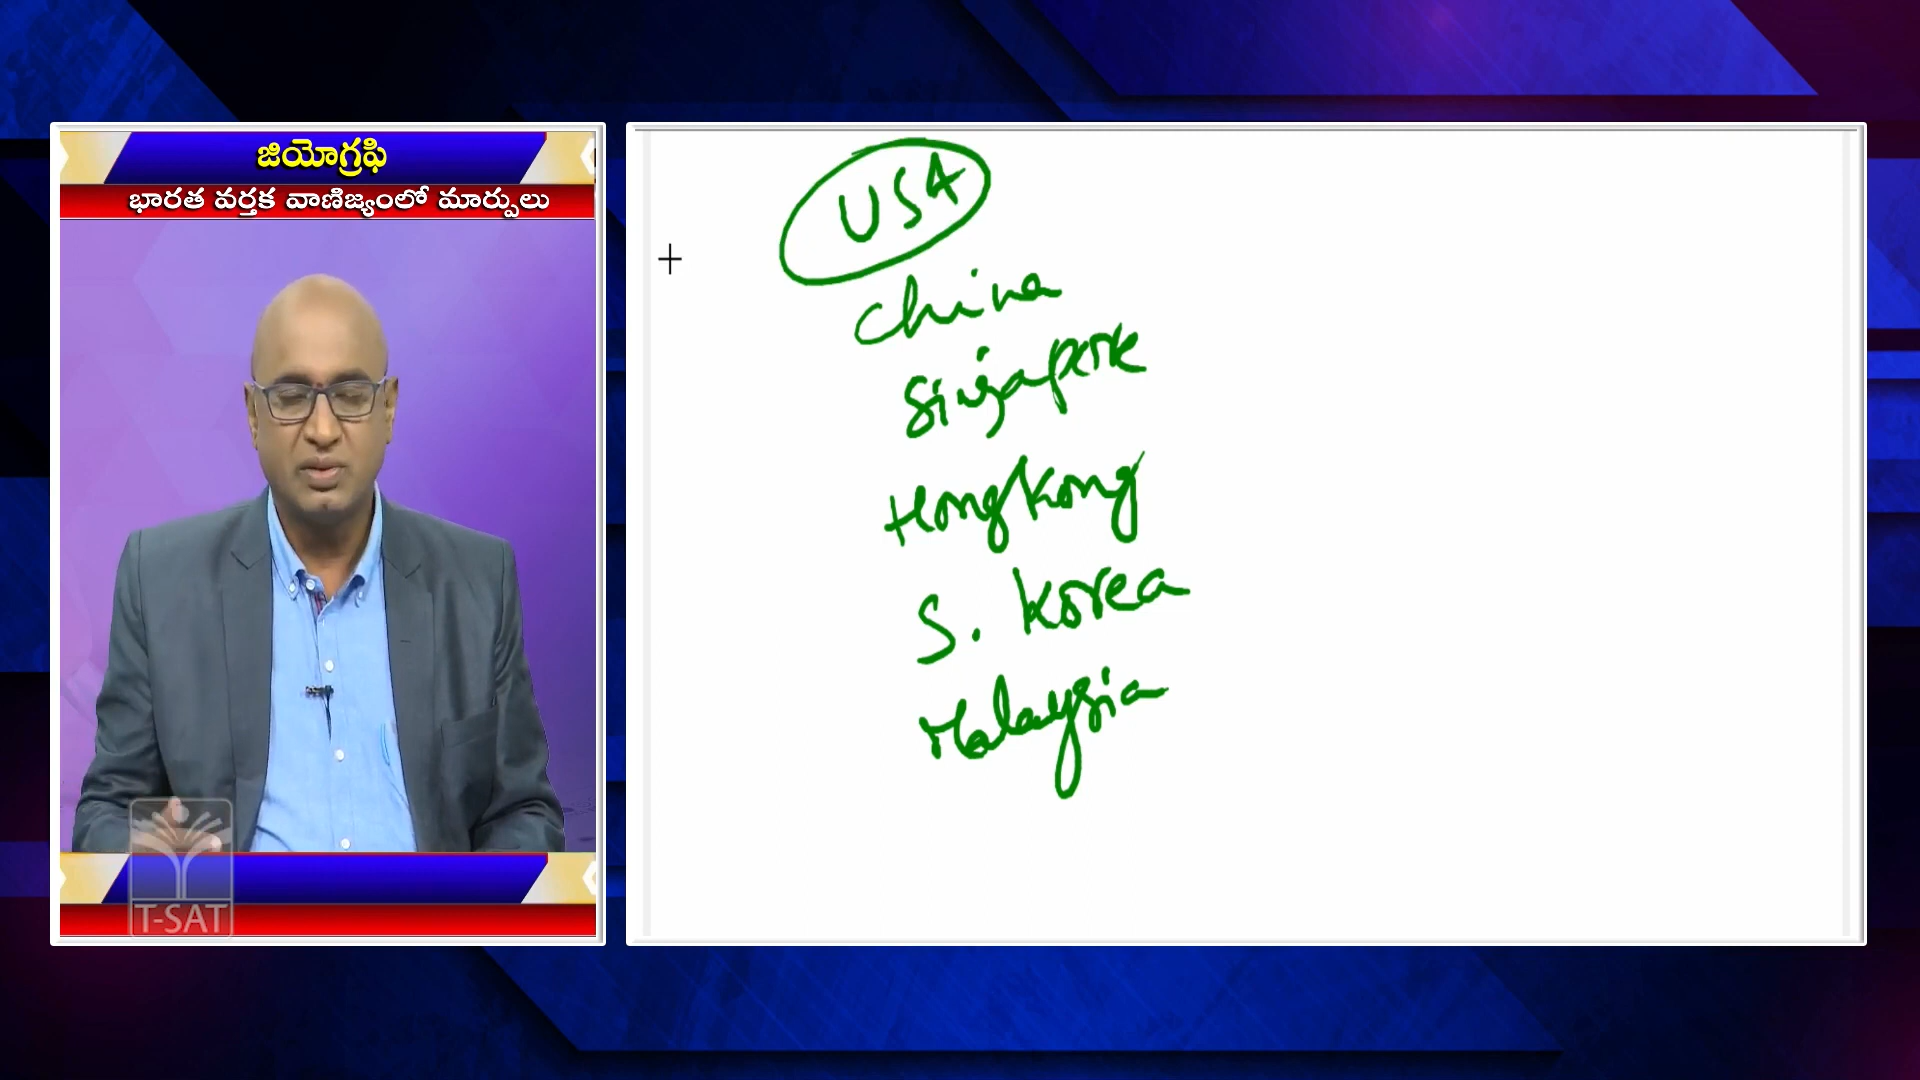 జియోగ్రఫి
భారత వర్తక వాణిజ్యంలో మార్పులు
USA
China
Singapore
HongKong
S. Korea
Malaysia
T-SAT